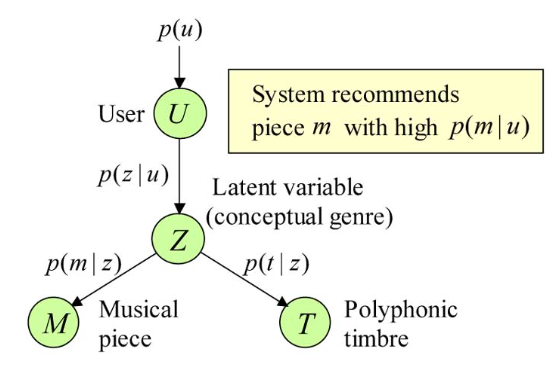 p(u)
User U
System recommends
piece m with high p(m|u)
p(z|u)
Latent variable
(conceptual genre)
Z
p(m|z)
p(t|z)
M
Musical
piece
T
Polyphonic
timbre